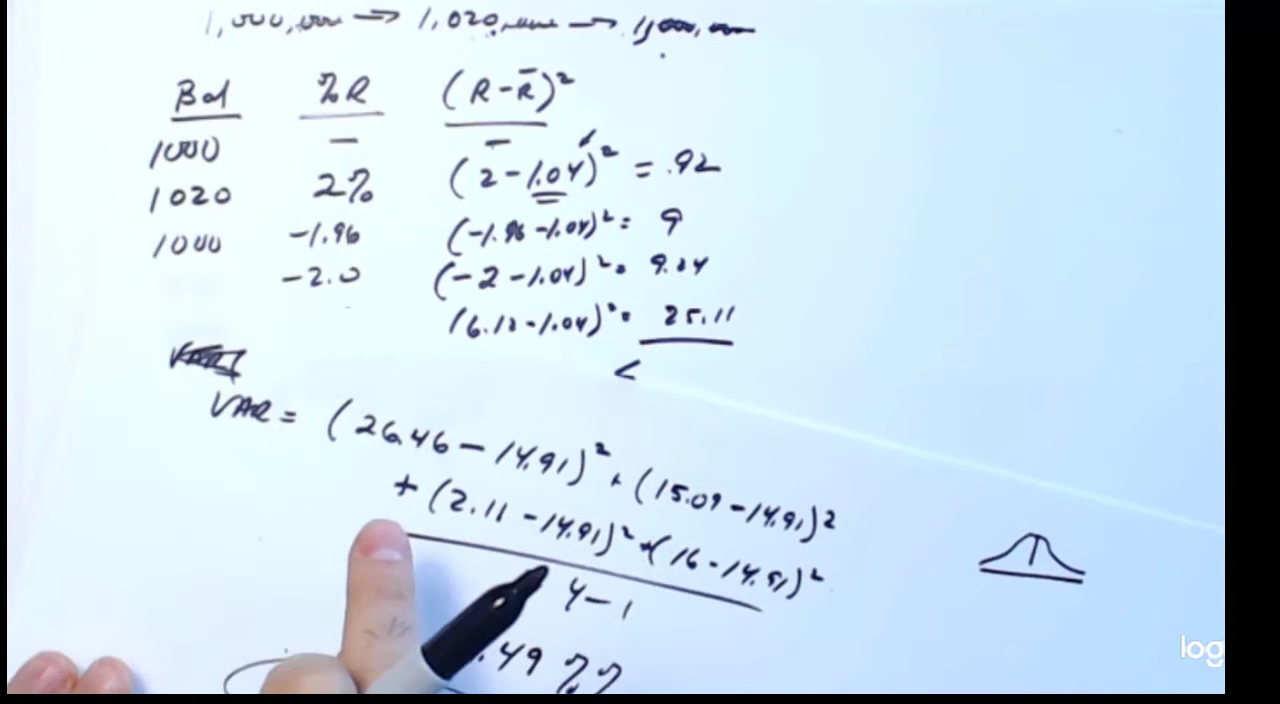 1,000,000 → 1,020,000 → 1,000,000
Bal %R (R-R̄)²
1000 — —
1020 2% (2-1.04)² = .92
1000 -1.96 (-1.96-1.04)² = 9
-2.0 (-2-1.04)² = 9.24
(6.12-1.04)² = 25.11
VAR = (26.46 - 14.91)² + (15.09-14.91)²
+ (2.11-14.91)² + (16-14.91)²
4-1
.49 %%
log